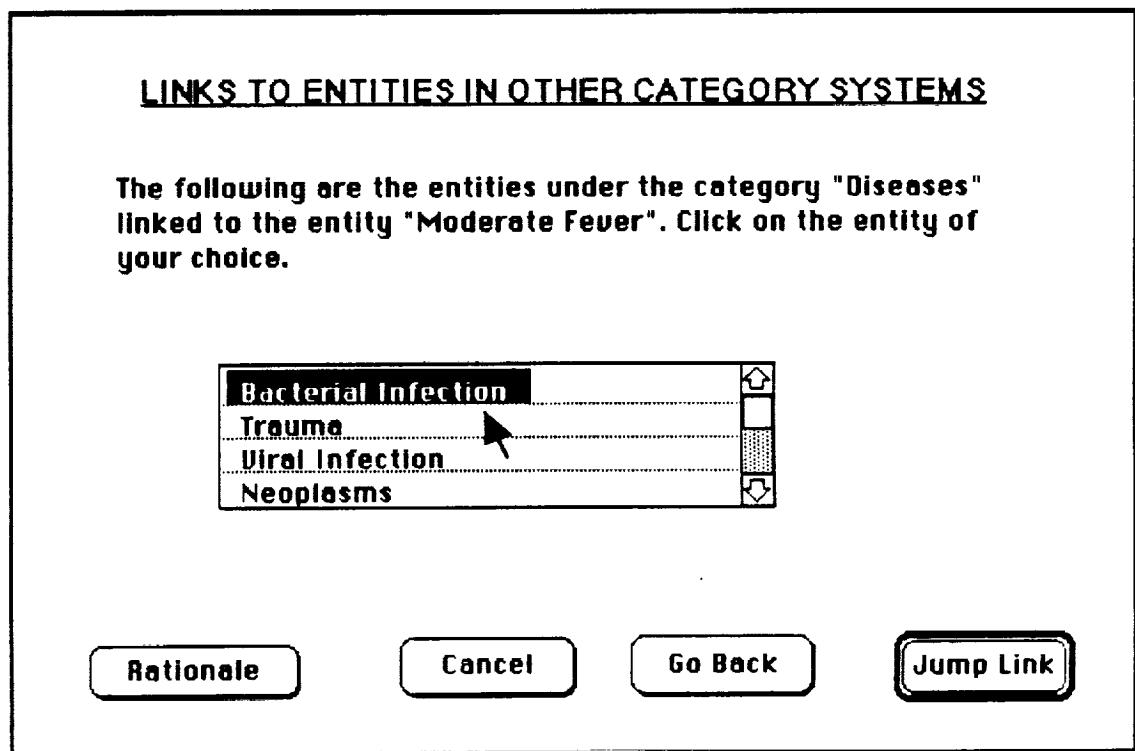 LINKS TO ENTITIES IN OTHER CATEGORY SYSTEMS
The following are the entities under the category "Diseases"
linked to the entity "Moderate Fever". Click on the entity of
your choice.
Bacterial Infection
Trauma
Viral Infection
Neoplasms
Rationale
Cancel
Go Back
Jump Link